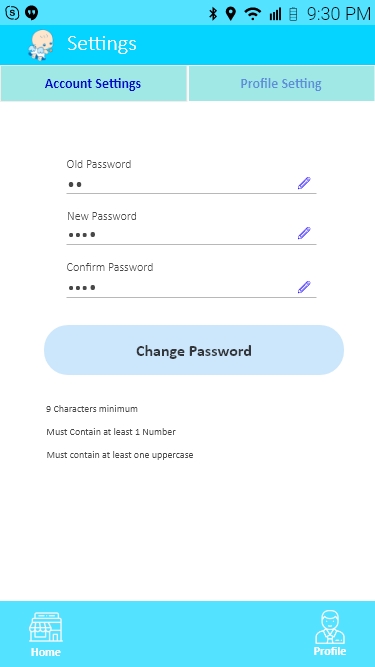 9:30 PM
Settings
Account Settings
Profile Setting
Old Password
••
New Password
••••
Confirm Password
••••
Change Password
9 Characters minimum
Must Contain at least 1 Number
Must contain at least one uppercase
Home
Profile